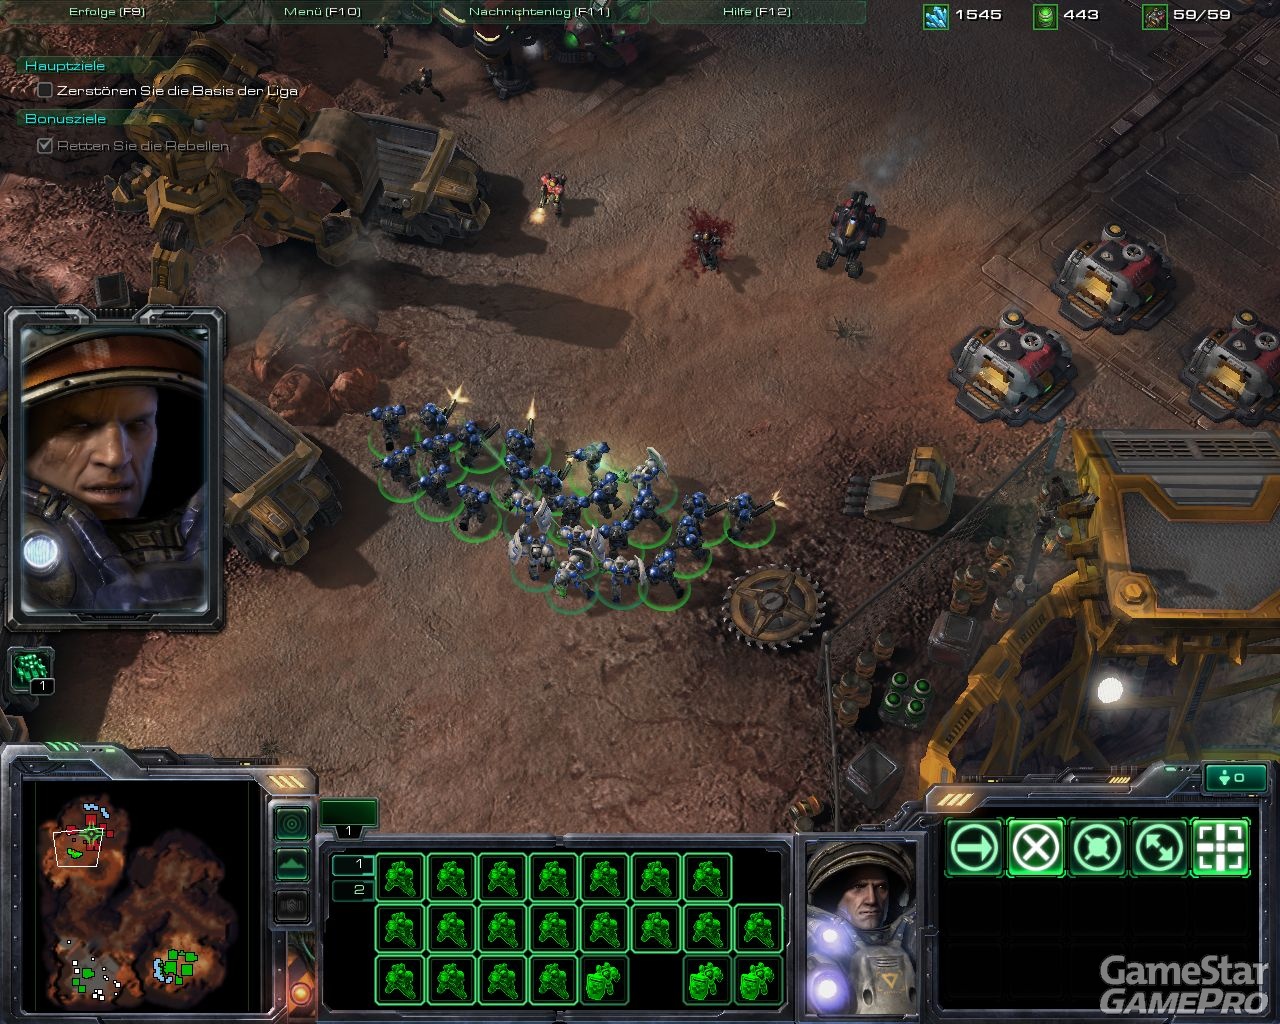 Erfolge (F9)
Menü (F10)
Nachrichtenlog (F11)
Hilfe (F12)
1545
443
59/59
Hauptziele
Zerstören Sie die Basis der Liga
Bonusziele
Retten Sie die Rebellen
1
1
1
2
0
GameStar
GAMEPRO